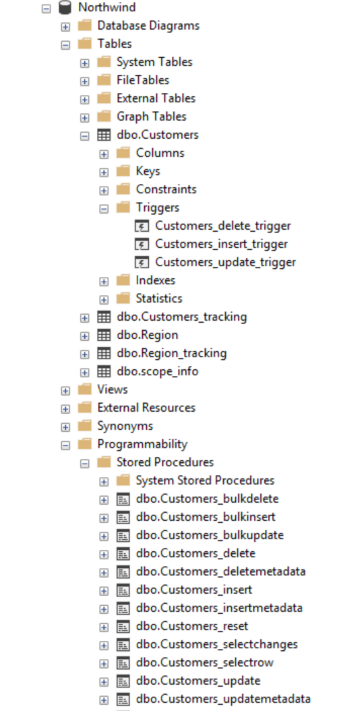 Northwind
Database Diagrams
Tables
System Tables
FileTables
External Tables
Graph Tables
dbo.Customers
Columns
Keys
Constraints
Triggers
Customers_delete_trigger
Customers_insert_trigger
Customers_update_trigger
Indexes
Statistics
dbo.Customers_tracking
dbo.Region
dbo.Region_tracking
dbo.scope_info
Views
External Resources
Synonyms
Programmability
Stored Procedures
System Stored Procedures
dbo.Customers_bulkdelete
dbo.Customers_bulkinsert
dbo.Customers_bulkupdate
dbo.Customers_delete
dbo.Customers_deletemetadata
dbo.Customers_insert
dbo.Customers_insertmetadata
dbo.Customers_reset
dbo.Customers_selectchanges
dbo.Customers_selectrow
dbo.Customers_update
dbo.Customers_updatemetadata